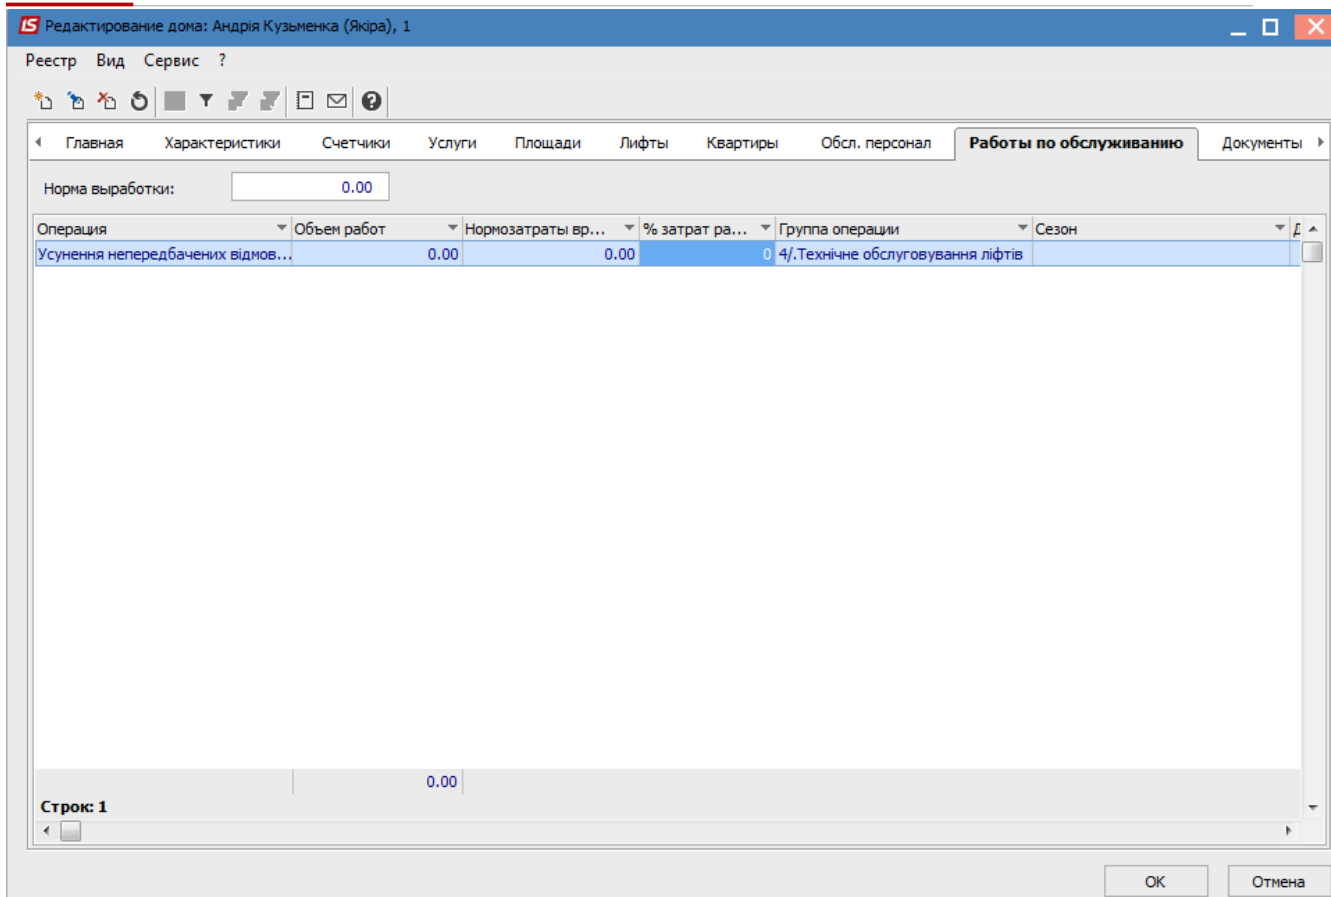 IS Редактирование дома: Андрія Кузьменка (Якіра), 1
Реестр Вид Сервис ?
Главная Характеристики Счетчики Услуги Площади Лифты Квартиры Обсл. персонал Работы по обслуживанию Документы
Норма выработки: 0.00
Операция Объем работ Нормозатраты вр... % затрат ра... Группа операции Сезон
Усунення непередбачених відмов... 0.00 0.00 0 4/.Технічне обслуговування ліфтів
0.00
Строк: 1
OK Отмена